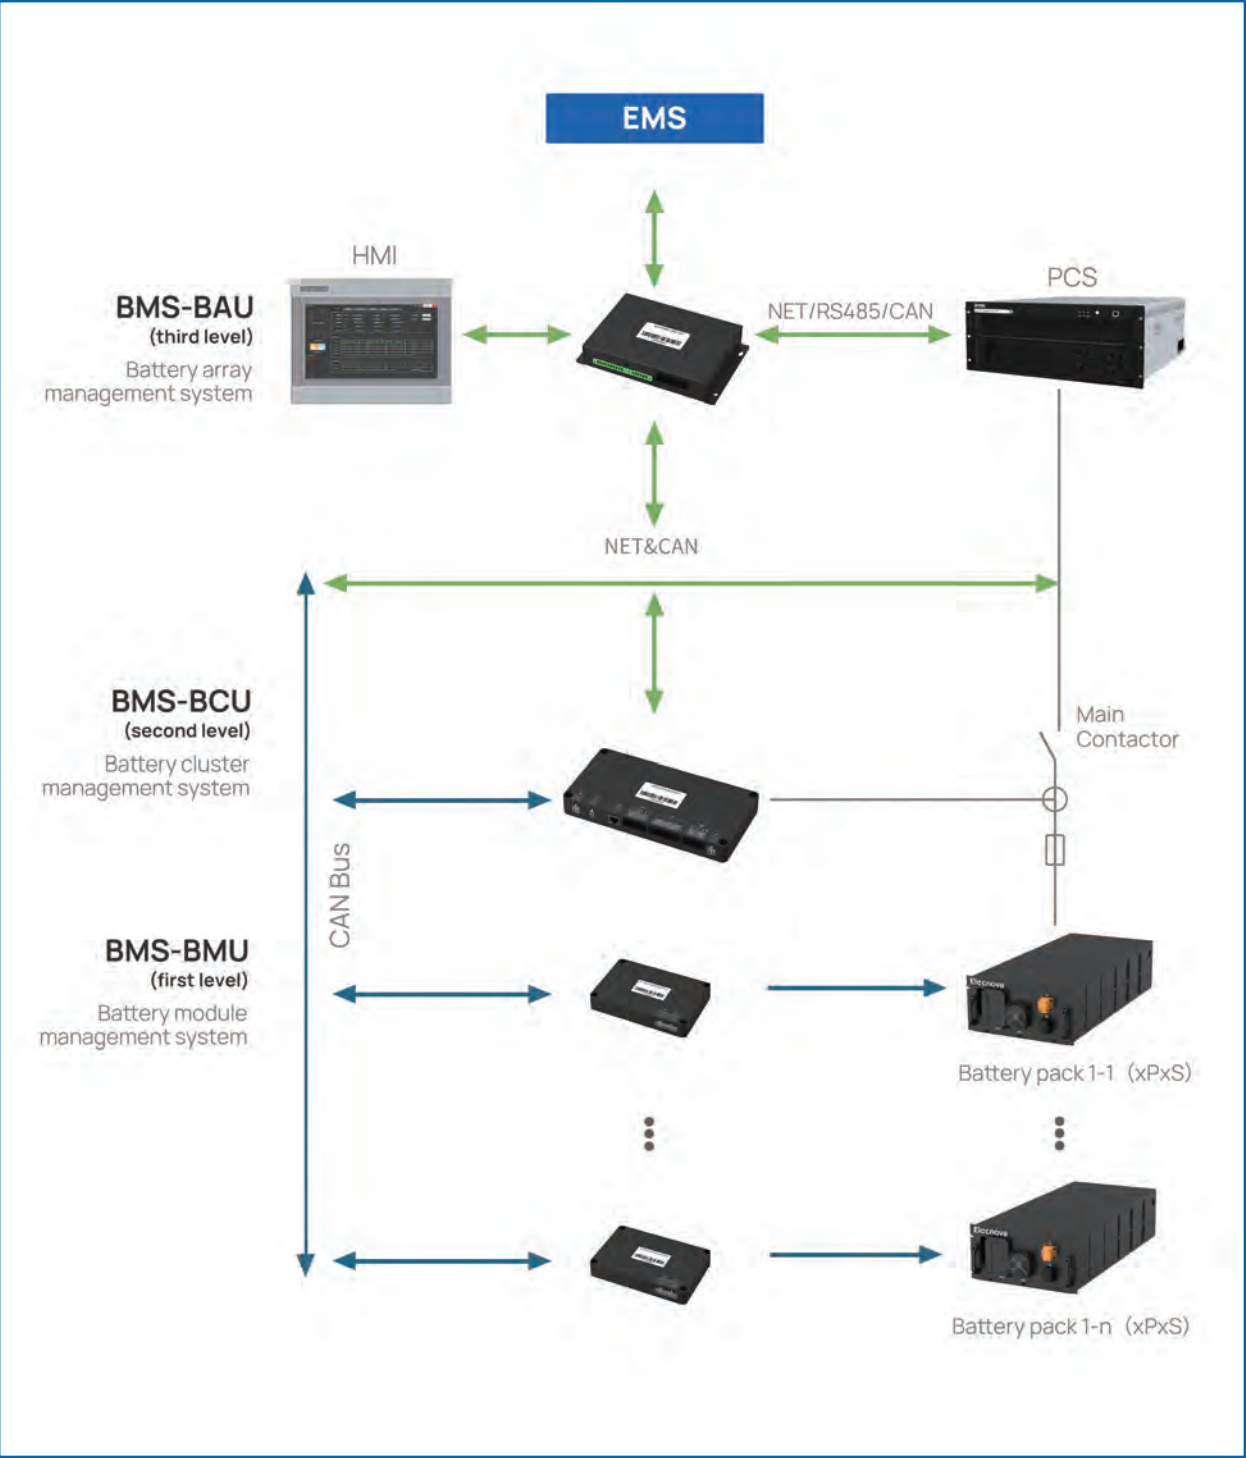 EMS
HMI
PCS
BMS-BAU
(third level)
Battery array
management system
NET/RS485/CAN
NET&CAN
BMS-BCU
(second level)
Battery cluster
management system
Main
Contactor
CAN Bus
BMS-BMU
(first level)
Battery module
management system
Elecnova
Battery pack 1-1 (xPxS)
Elecnova
Battery pack 1-n (xPxS)